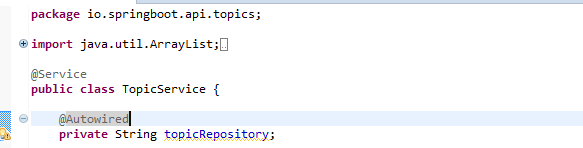 package io.springboot.api.topics;
import java.util.ArrayList;
@Service
public class TopicService {
@Autowired
private String topicRepository;